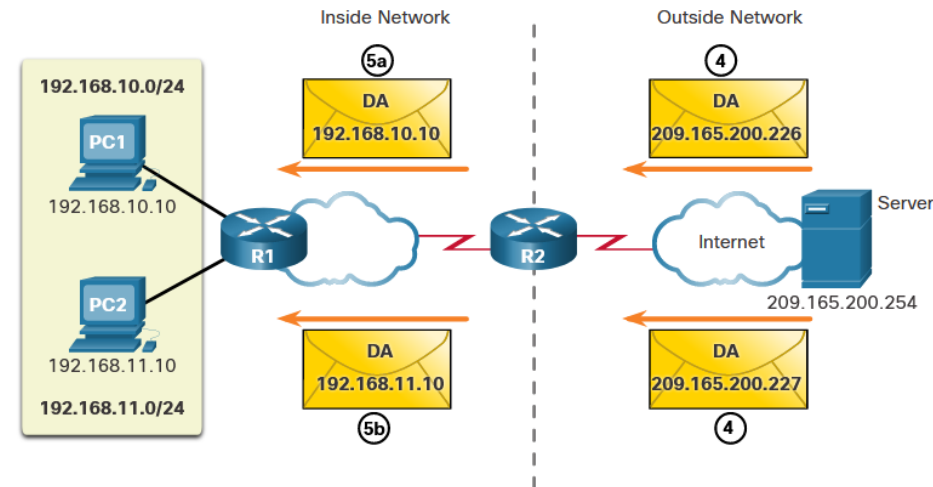 Inside Network
Outside Network
5a
4
192.168.10.0/24
DA
192.168.10.10
DA
209.165.200.226
PC1
192.168.10.10
Server
R1
R2
Internet
PC2
209.165.200.254
192.168.11.10
DA
192.168.11.10
DA
209.165.200.227
192.168.11.0/24
5b
4